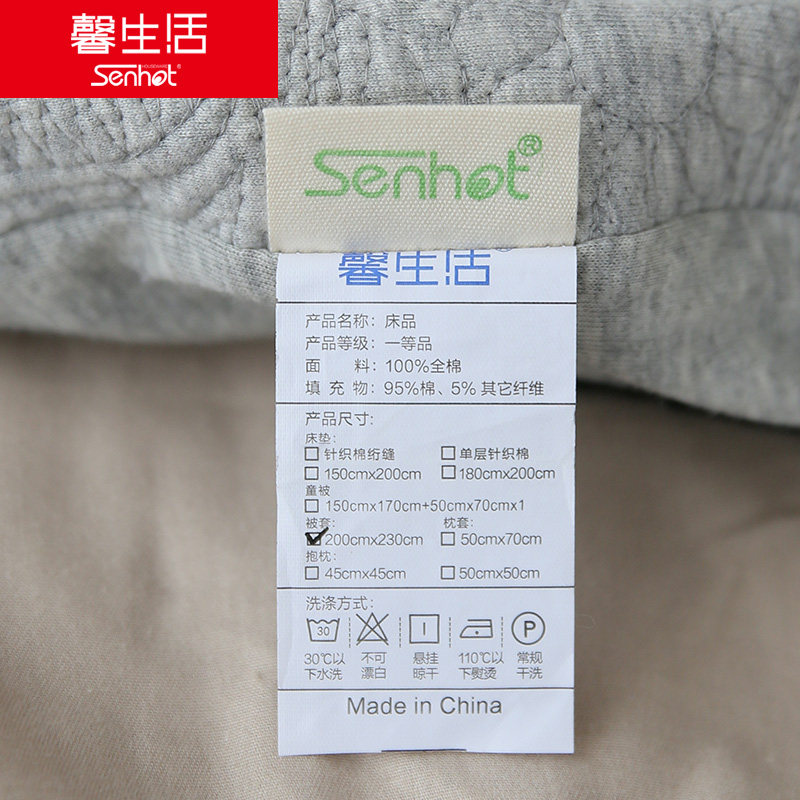 馨生活
HOUSEWARE
Senhot
Senhot®
馨生活®
产品名称：床品
产品等级：一等品
面 料：100%全棉
填 充 物：95%棉、5%其它纤维
产品尺寸：
床垫：
☐针织棉绗缝 ☐单层针织棉
☐150cmx200cm ☐180cmx200cm
童被
☐150cmx170cm+50cmx70cmx1
被套： 枕套：
☑200cmx230cm ☐50cmx70cm
抱枕：
☐45cmx45cm ☐50cmx50cm
洗涤方式：
30 P
30℃以下水洗 不可漂白 悬挂晾干 110℃以下熨烫 常规干洗
Made in China